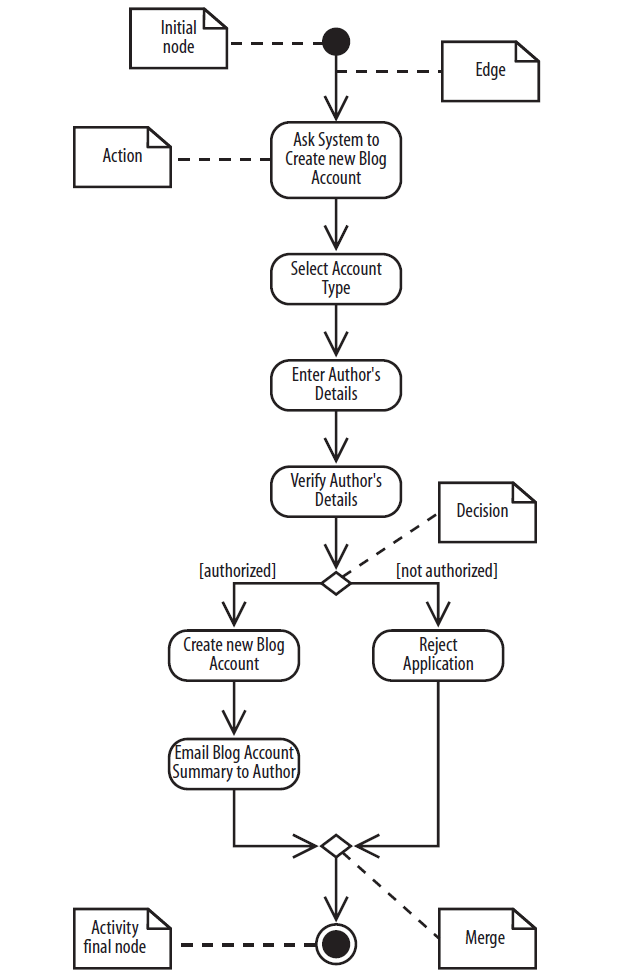 Initial
node
Edge
Ask System to
Create new Blog
Account
Action
Select Account
Type
Enter Author's
Details
Verify Author's
Details
Decision
[authorized]
[not authorized]
Create new Blog
Account
Reject
Application
Email Blog Account
Summary to Author
Activity
final node
Merge